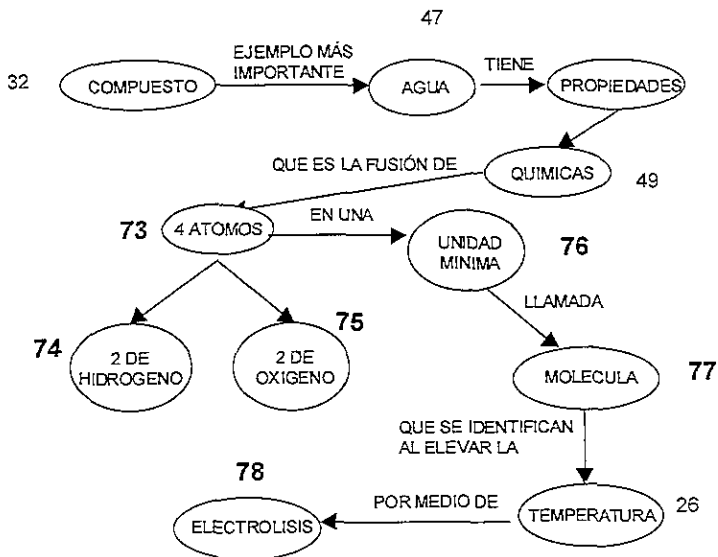 47
EJEMPLO MÁS
IMPORTANTE
TIENE
32
COMPUESTO
AGUA
PROPIEDADES
QUE ES LA FUSIÓN DE
QUIMICAS
49
73
4 ATOMOS
EN UNA
UNIDAD
MINIMA
76
LLAMADA
74
2 DE
HIDROGENO
75
2 DE
OXIGENO
MOLECULA
77
QUE SE IDENTIFICAN
AL ELEVAR LA
78
ELECTROLISIS
POR MEDIO DE
TEMPERATURA
26